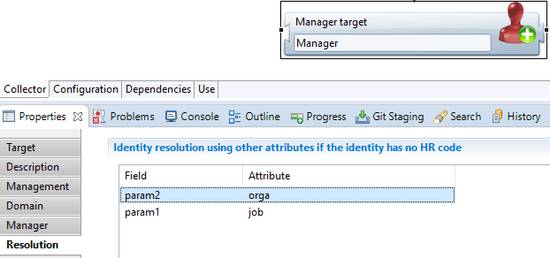 Manager target
Manager
Collector Configuration Dependencies Use
Properties Problems Console Outline Progress Git Staging Search History
Target
Description
Management
Domain
Manager
Resolution
Identity resolution using other attributes if the identity has no HR code
Field Attribute
param2 orga
param1 job